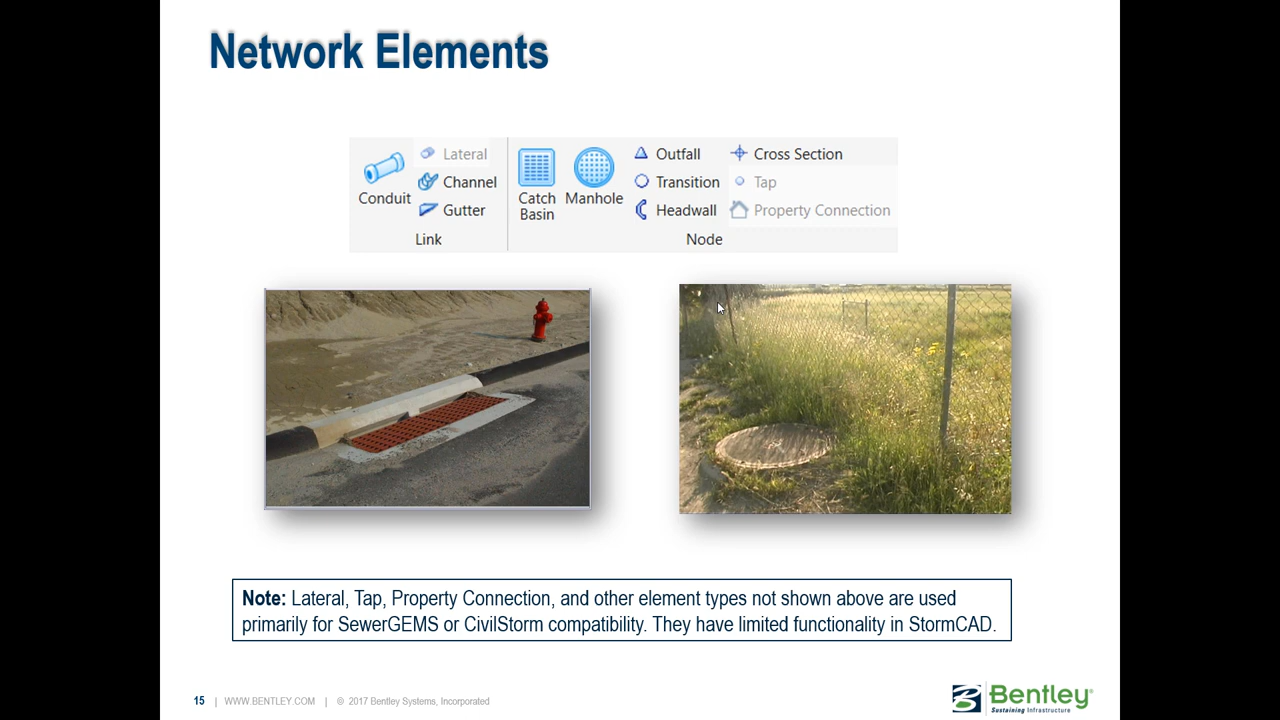 Network Elements
Conduit
Lateral
Channel
Gutter
Link
Catch
Basin
Manhole
Outfall
Transition
Headwall
Cross Section
Tap
Property Connection
Node
Note: Lateral, Tap, Property Connection, and other element types not shown above are used
primarily for SewerGEMS or CivilStorm compatibility. They have limited functionality in StormCAD.
15 | WWW.BENTLEY.COM | © 2017 Bentley Systems, Incorporated
Bentley®
Sustaining Infrastructure